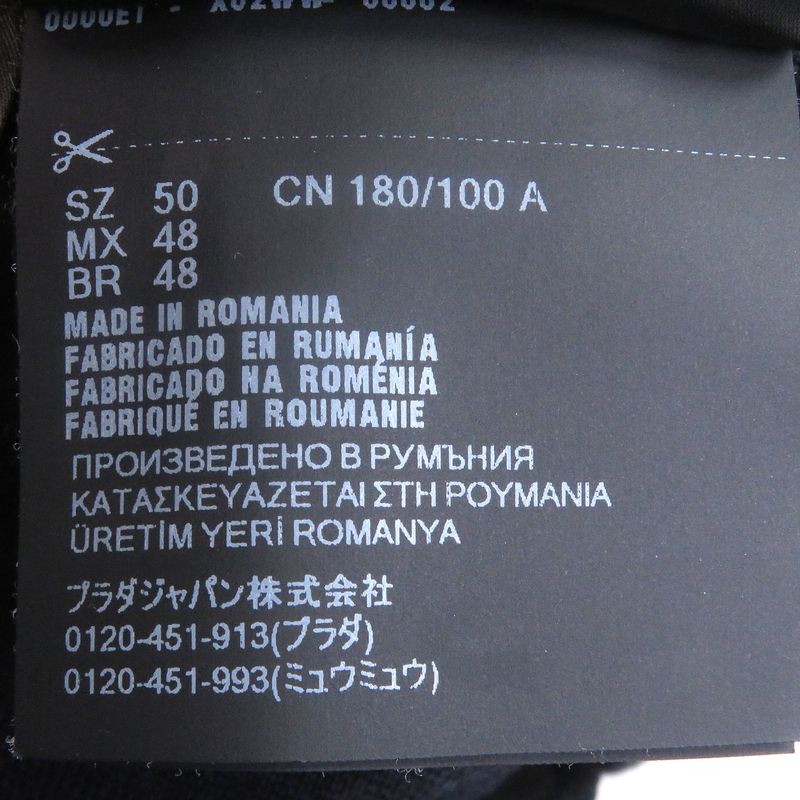 SZ 50 CN 180/100 A
MX 48
BR 48
MADE IN ROMANIA
FABRICADO EN RUMANÍA
FABRICADO NA ROMÉNIA
FABRIQUÉ EN ROUMANIE
ПРОИЗВЕДЕНО В РУМЪНИЯ
ΚΑΤΑΣΚΕΥΑΖΕΤΑΙ ΣΤΗ ΡΟΥΜΑΝΙΑ
ÜRETİM YERİ ROMANYA
プラダジャパン株式会社
0120-451-913(プラダ)
0120-451-993(ミュウミュウ)